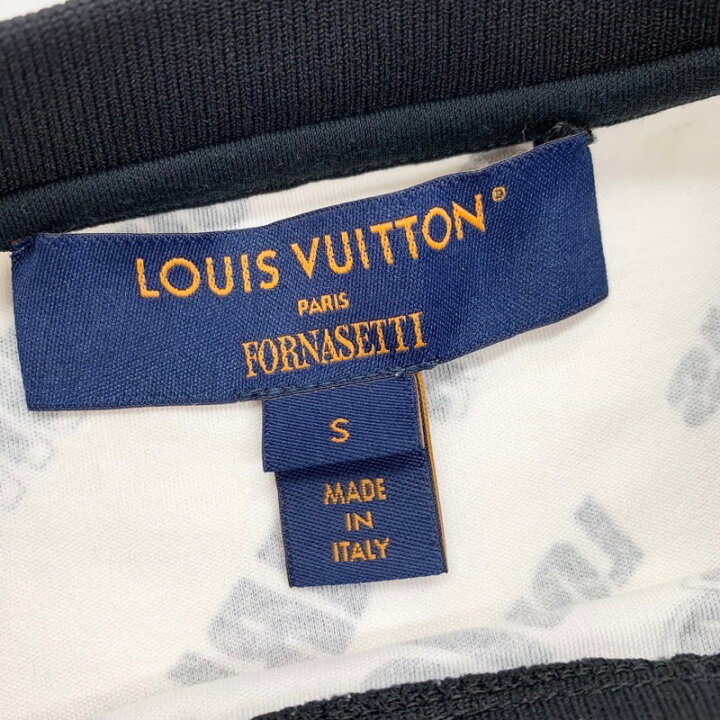 LOUIS VUITTON®
PARIS
FORNASETTI
S
MADE
IN
ITALY